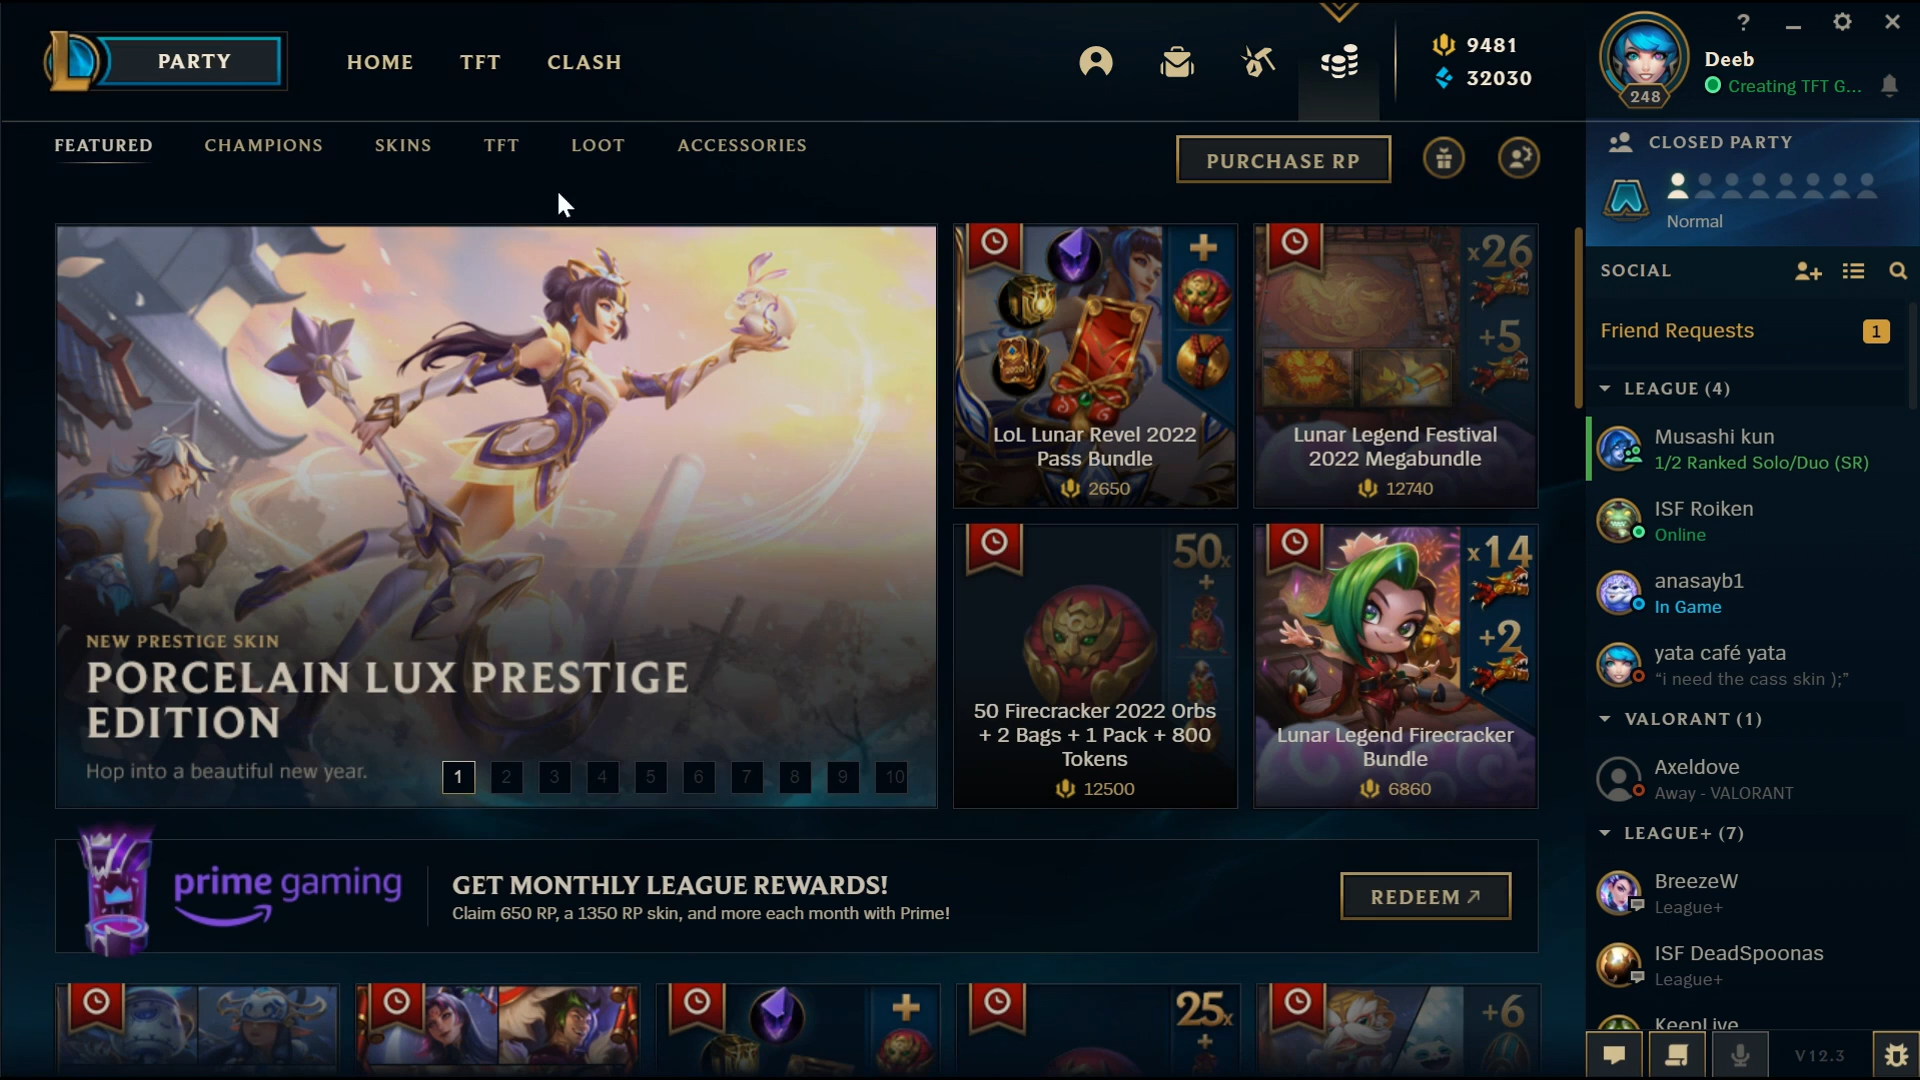 PARTY
HOME
TFT
CLASH
9481
32030
?
Deeb
Creating TFT G...
248
FEATURED
CHAMPIONS
SKINS
TFT
LOOT
ACCESSORIES
PURCHASE RP
CLOSED PARTY
Normal
SOCIAL
Friend Requests
1
LEAGUE (4)
Musashi kun
1/2 Ranked Solo/Duo (SR)
ISF Roiken
Online
anasayb1
In Game
yata café yata
“i need the cass skin );”
VALORANT (1)
Axeldove
Away - VALORANT
LEAGUE+ (7)
BreezeW
League+
ISF DeadSpoonas
League+
KeepLive
V12.3
NEW PRESTIGE SKIN
PORCELAIN LUX PRESTIGE
EDITION
Hop into a beautiful new year.
1 2 3 4 5 6 7 8 9 10
+
2020
LoL Lunar Revel 2022
Pass Bundle
2650
x26
+5
Lunar Legend Festival
2022 Megabundle
12740
50x
+
50 Firecracker 2022 Orbs
+ 2 Bags + 1 Pack + 800
Tokens
12500
x14
+2
Lunar Legend Firecracker
Bundle
6860
prime gaming
GET MONTHLY LEAGUE REWARDS!
Claim 650 RP, a 1350 RP skin, and more each month with Prime!
REDEEM
+
25x
+
+6